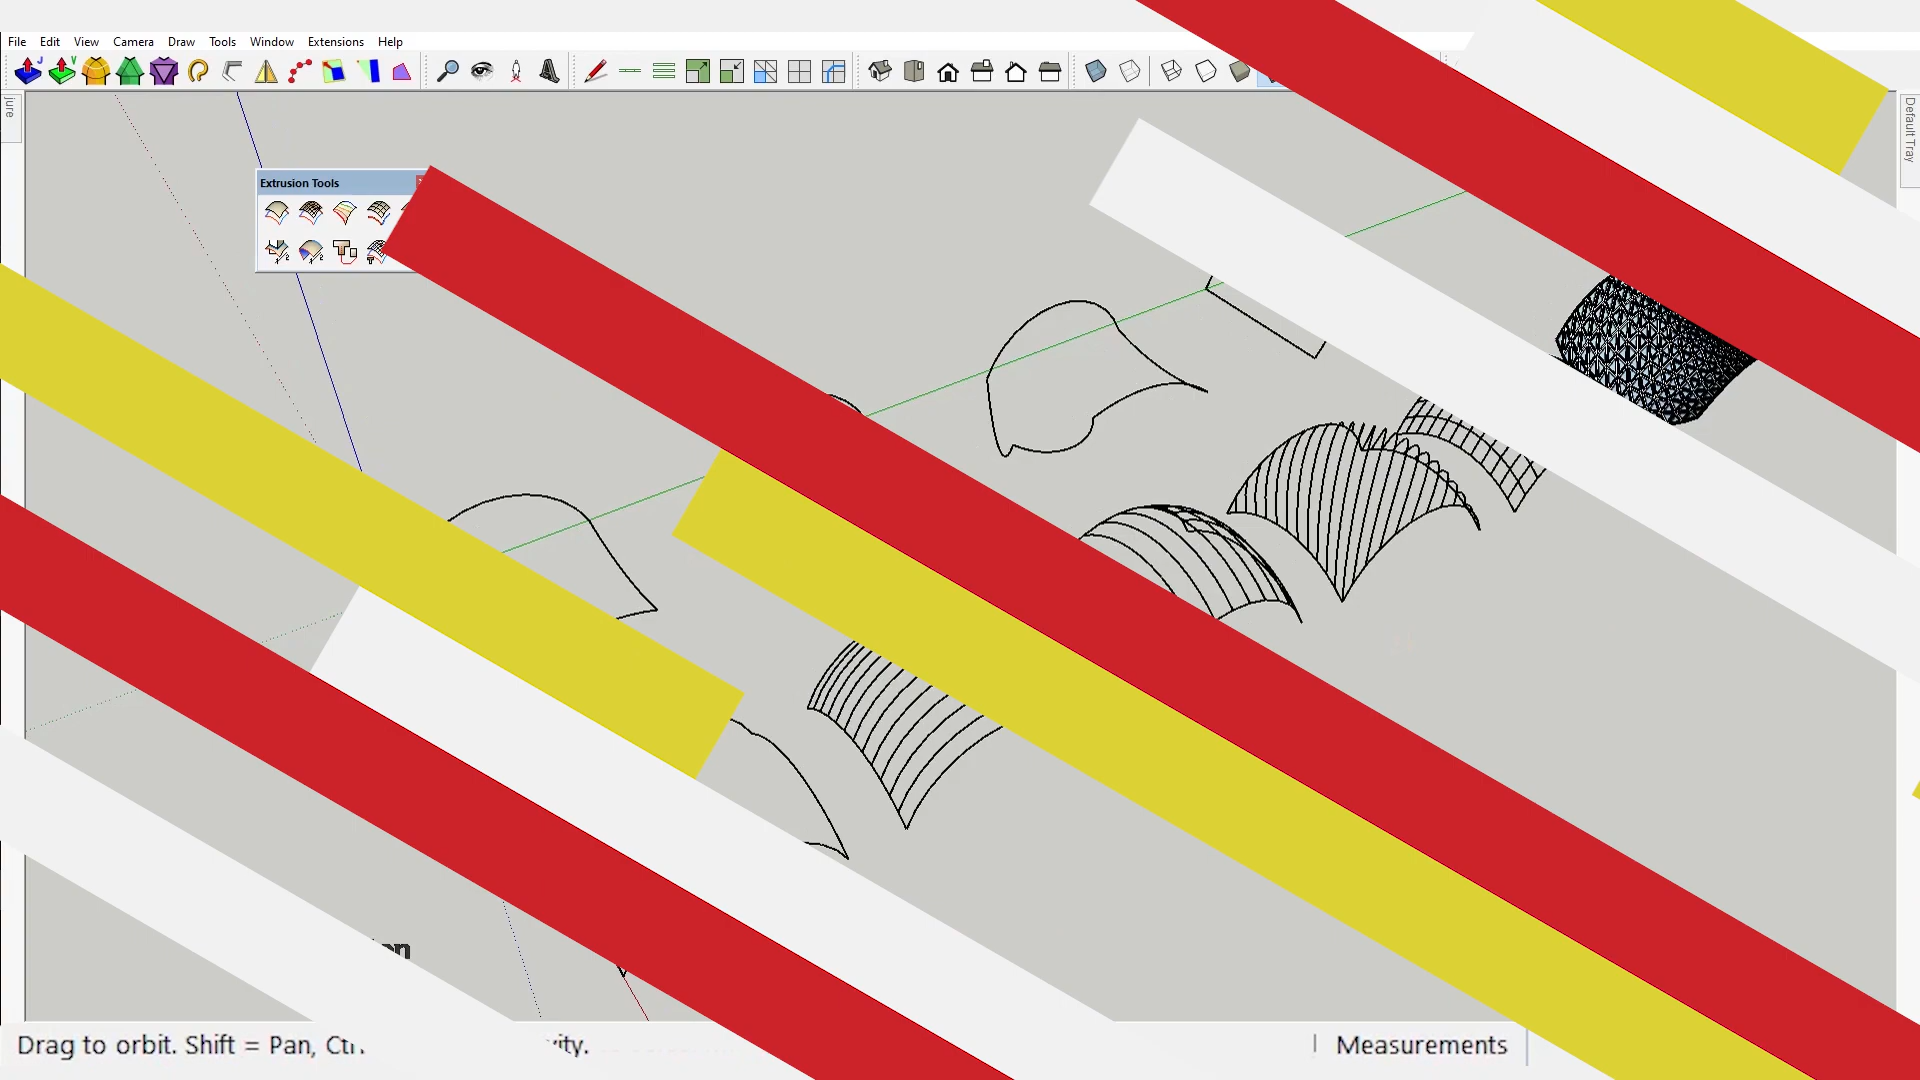 File Edit View Camera Draw Tools Window Extensions Help
Default Tray
Extrusion Tools
Drag to orbit. Shift = Pan,
Measurements